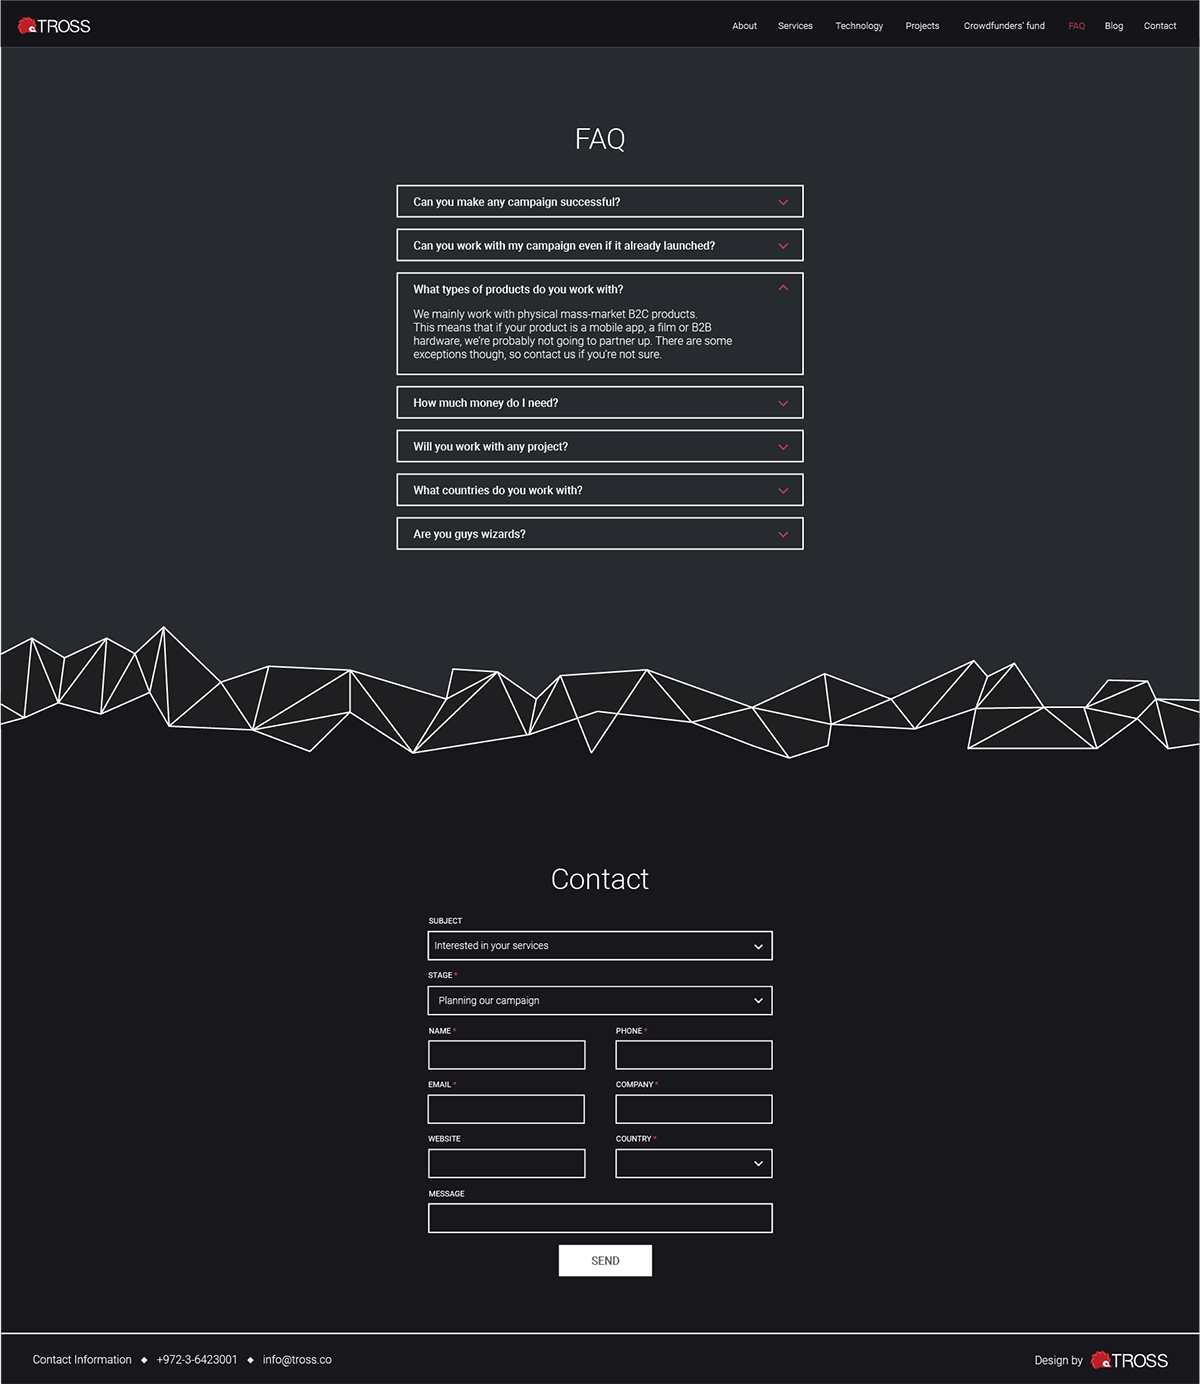 TROSS
About Services Technology Projects Crowdfunders' fund FAQ Blog Contact
FAQ
Can you make any campaign successful?
Can you work with my campaign even if it already launched?
What types of products do you work with?
We mainly work with physical mass-market B2C products.
This means that if your product is a mobile app, a film or B2B
hardware, we're probably not going to partner up. There are some
exceptions though, so contact us if you're not sure.
How much money do I need?
Will you work with any project?
What countries do you work with?
Are you guys wizards?
Contact
SUBJECT
Interested in your services
STAGE *
Planning our campaign
NAME * PHONE *
EMAIL * COMPANY *
WEBSITE COUNTRY *
MESSAGE
SEND
Contact Information ◆ +972-3-6423001 ◆ info@tross.co Design by TROSS